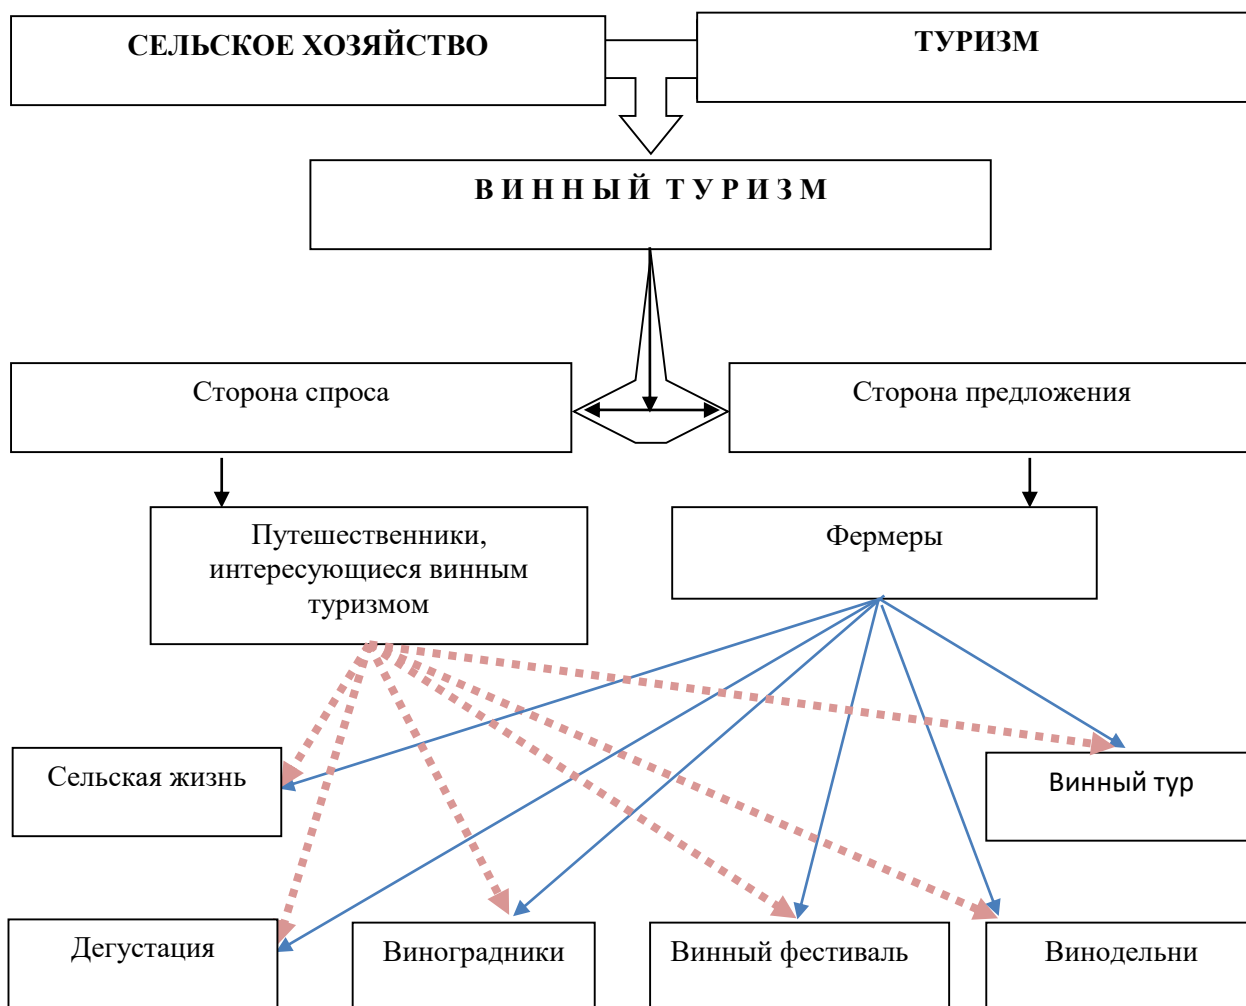 СЕЛЬСКОЕ ХОЗЯЙСТВО
ТУРИЗМ
В И Н Н Ы Й Т У Р И З М
Сторона спроса
Сторона предложения
Путешественники,
интересующиеся винным
туризмом
Фермеры
Сельская жизнь
Винный тур
Дегустация
Виноградники
Винный фестиваль
Винодельни